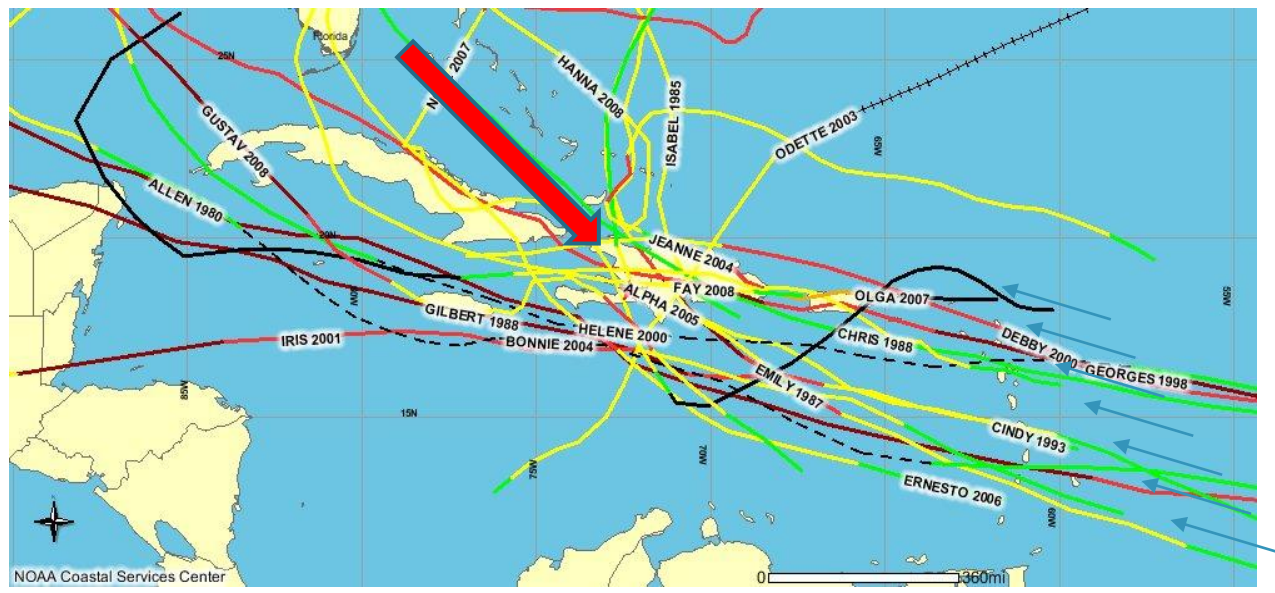 Florida
25N
N 2007
HANNA 2008
ISABEL 1985
ODETTE 2003
65W
GUSTAV 2008
ALLEN 1980
20N
80W
JEANNE 2004
FAY 2008
ALPHA 2005
OLGA 2007
55W
GILBERT 1988
HELENE 2000
BONNIE 2004
IRIS 2001
CHRIS 1988
DEBBY 2000
GEORGES 1998
EMILY 1987
85W
15N
CINDY 1993
70W
75W
ERNESTO 2006
60W
NOAA Coastal Services Center
0 360mi